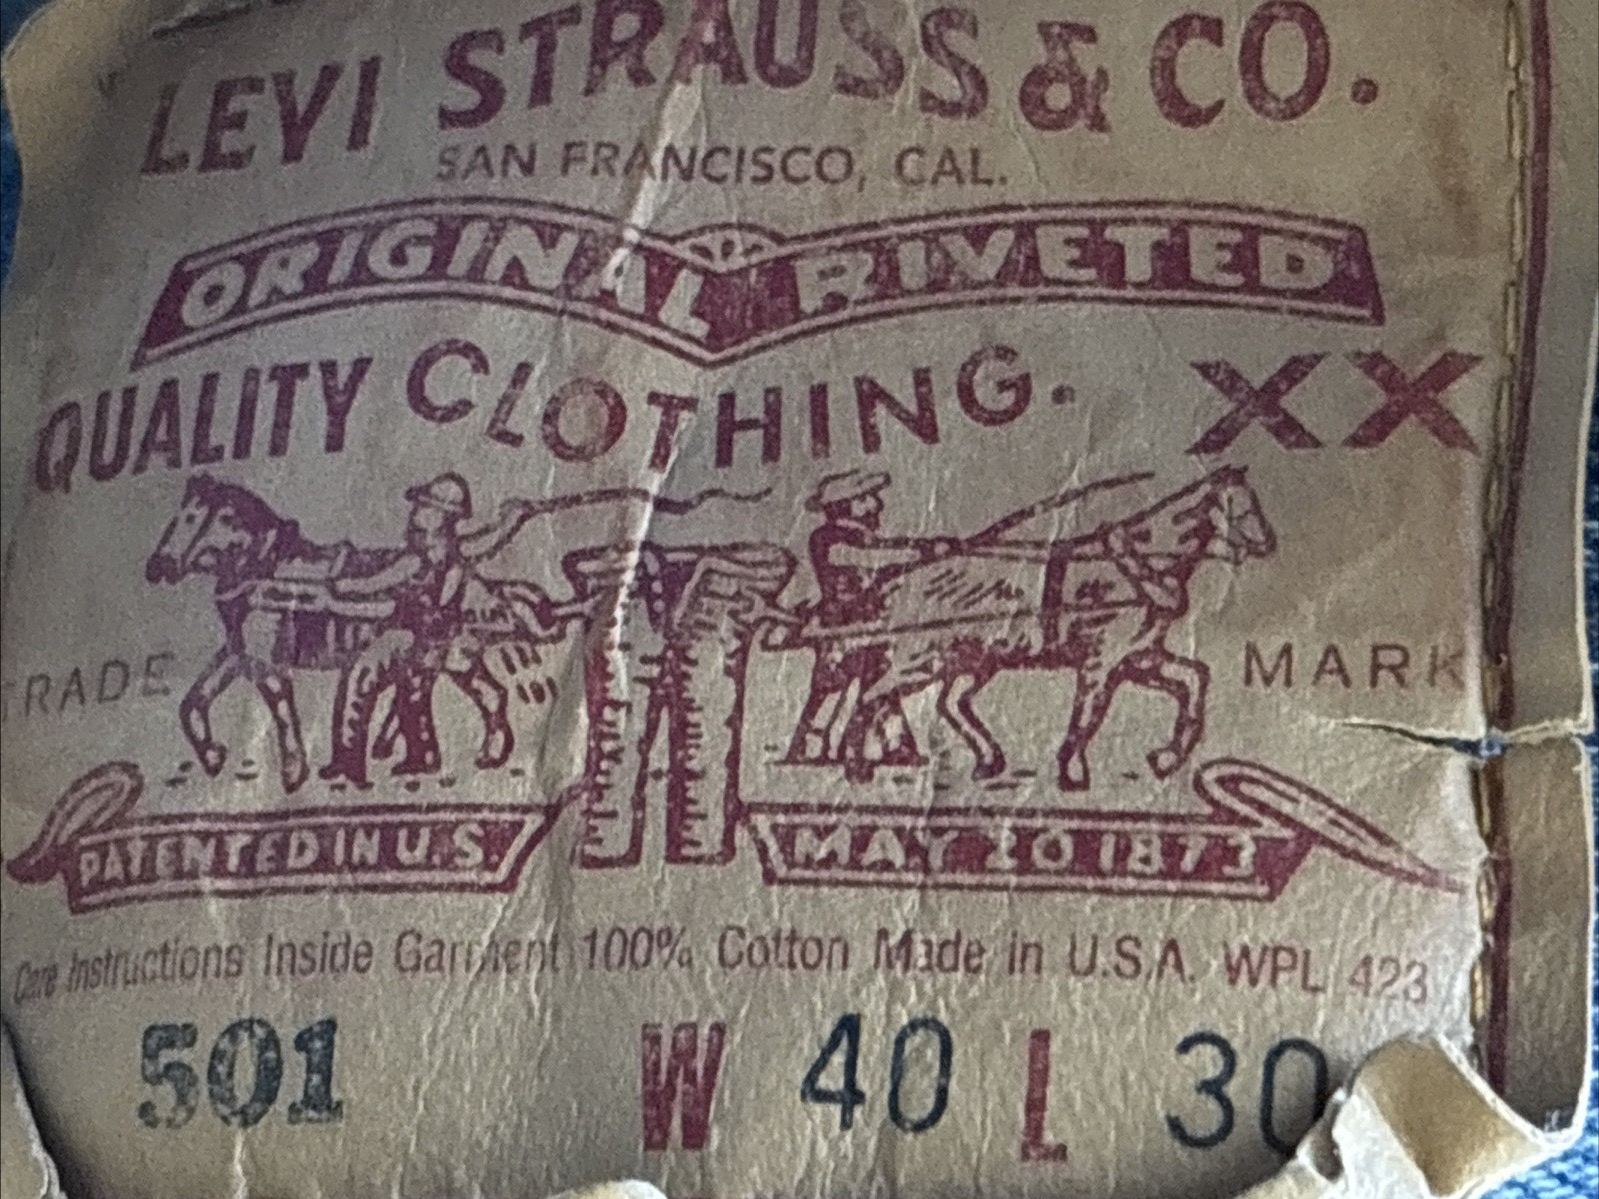 LEVI STRAUSS & CO.
SAN FRANCISCO, CAL.
ORIGINAL RIVETED
QUALITY CLOTHING. XX
TRADE MARK
PATENTED IN U.S. MAY 20 1873
Care Instructions Inside Garment 100% Cotton Made in U.S.A. WPL 423
501 W 40 L 30